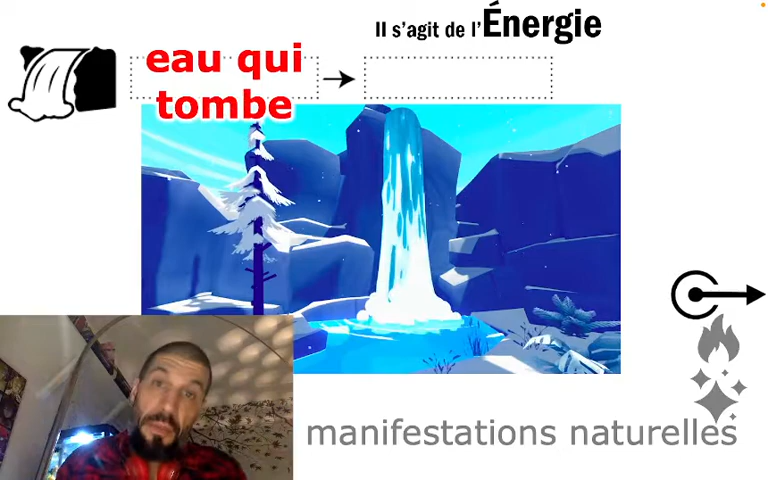 Il s'agit de l'Énergie
eau qui
tombe
manifestations naturelles